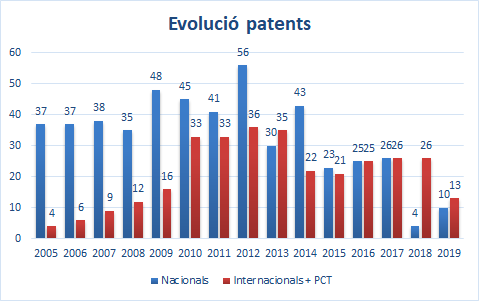 Evolució patents
60
50
40
30
20
10
0
37 4 37 6 38 9 35 12 48 16 45 33 41 33 56 36 30 35 43 22 23 21 25 25 26 26 4 26 10 13
2005 2006 2007 2008 2009 2010 2011 2012 2013 2014 2015 2016 2017 2018 2019
Nacionals Internacionals+ PCT